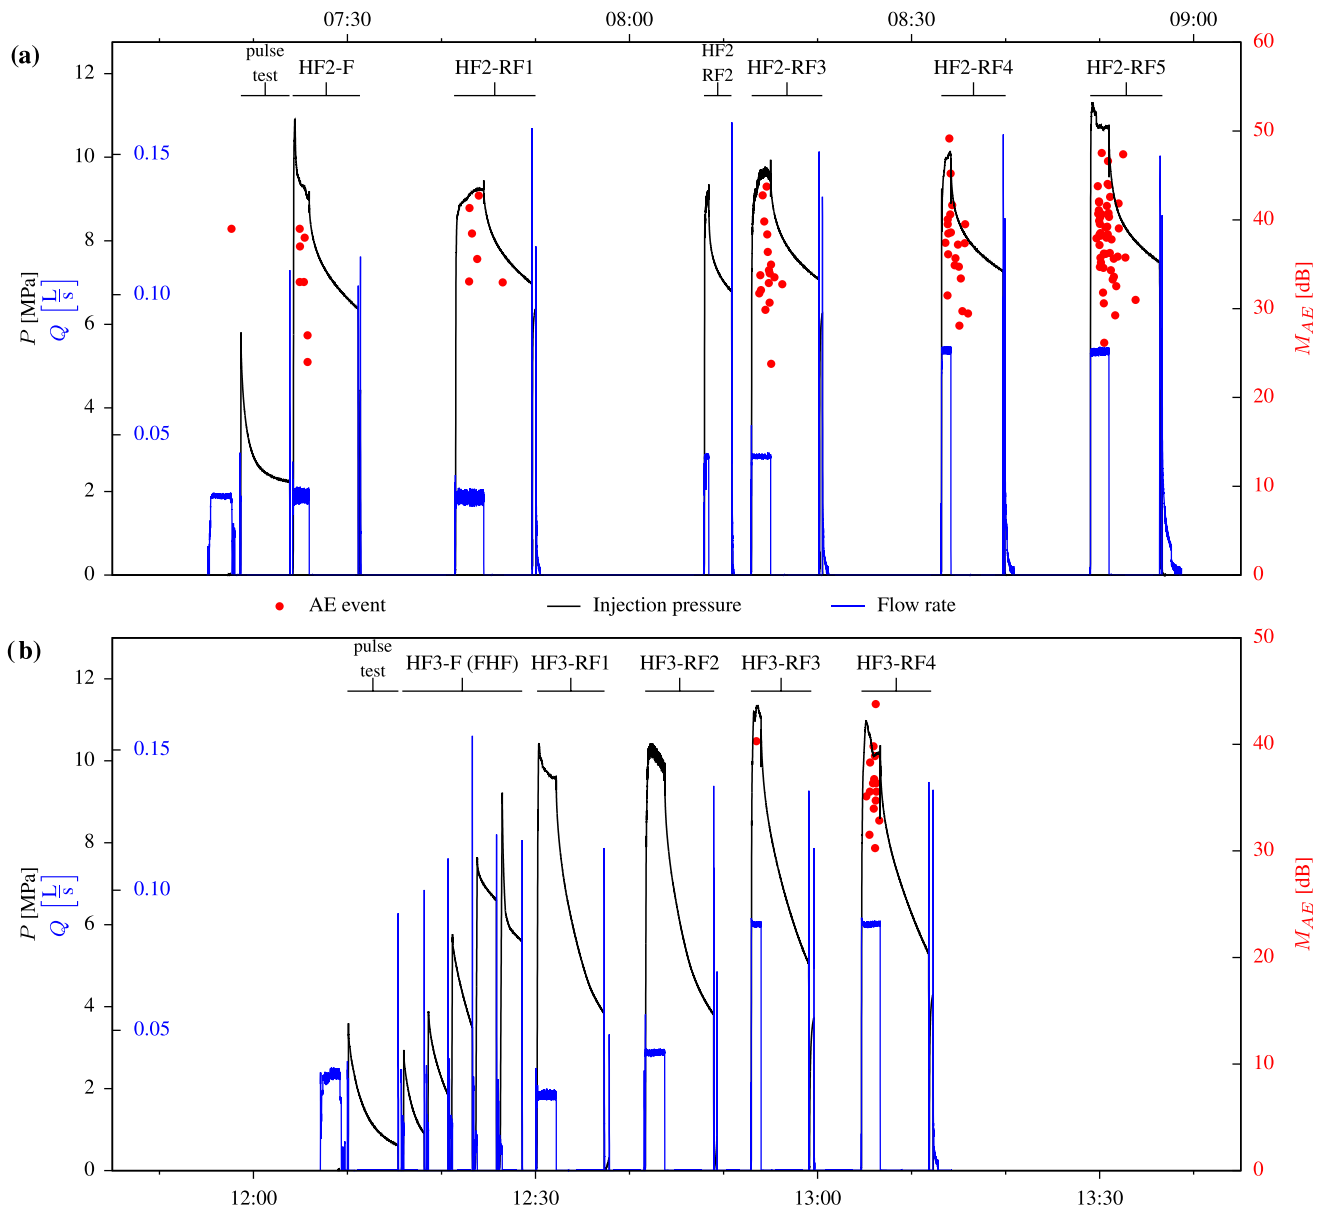 07:30 08:00 08:30 09:00
(a)
pulse test
HF2-F
HF2-RF1
HF2 RF2
HF2-RF3
HF2-RF4
HF2-RF5
12
10
8
6
4
2
0
0.15
0.10
0.05
P [MPa]
Q [L/s]
60
50
40
30
20
10
0
M_AE [dB]
AE event
Injection pressure
Flow rate
(b)
pulse test
HF3-F (FHF)
HF3-RF1
HF3-RF2
HF3-RF3
HF3-RF4
12
10
8
6
4
2
0
0.15
0.10
0.05
P [MPa]
Q [L/s]
50
40
30
20
10
0
M_AE [dB]
12:00 12:30 13:00 13:30